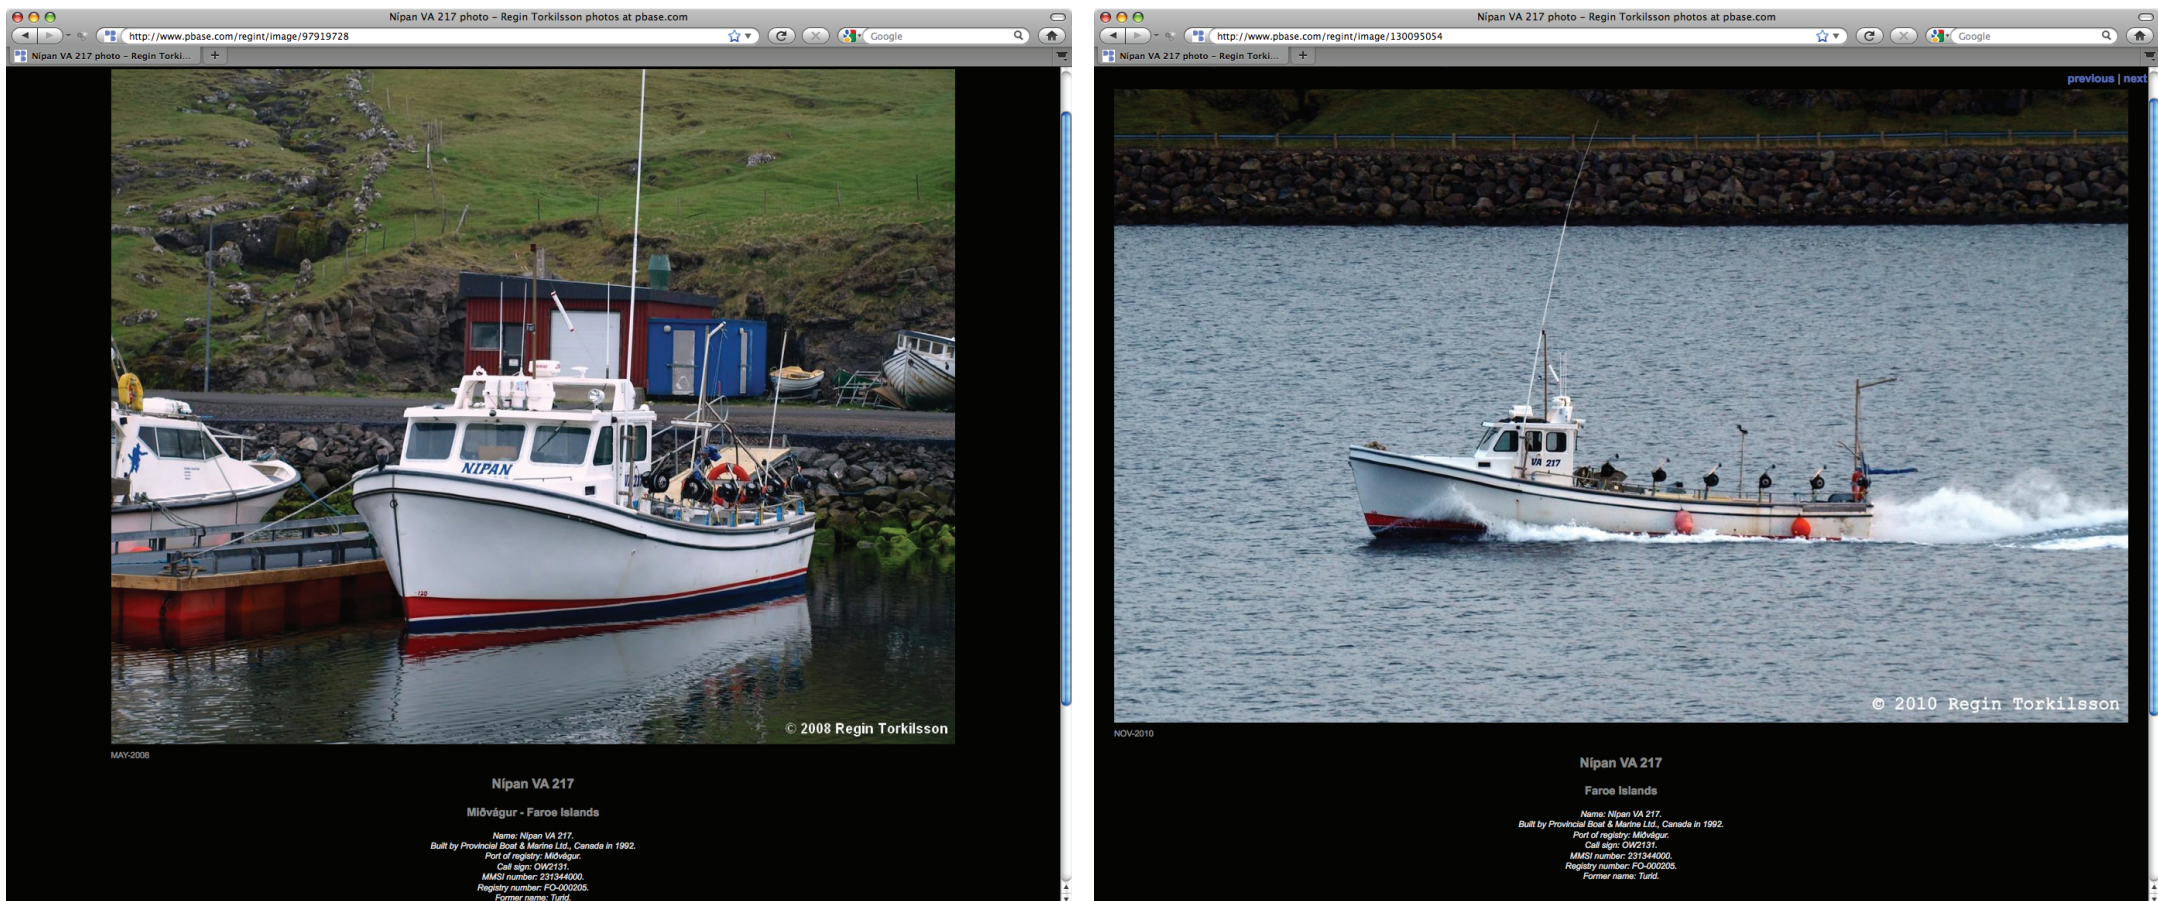 Nípan VA 217 photo – Regin Torkilsson photos at pbase.com
http://www.pbase.com/regint/image/97919728
Google
Nípan VA 217 photo – Regin Torki...
NIPAN
VA 217
© 2008 Regin Torkilsson
MAY-2008
Nípan VA 217
Miðvágur - Faroe Islands
Name: Nípan VA 217.
Built by Provincial Boat & Marine Ltd., Canada in 1992.
Port of registry: Miðvágur.
Call sign: OW2131.
MMSI number: 231344000.
Registry number: FO-000205.
Former name: Turid.
Nípan VA 217 photo – Regin Torkilsson photos at pbase.com
http://www.pbase.com/regint/image/130095054
Google
Nípan VA 217 photo – Regin Torki...
previous | next
VA 217
© 2010 Regin Torkilsson
NOV-2010
Nípan VA 217
Faroe Islands
Name: Nípan VA 217.
Built by Provincial Boat & Marine Ltd., Canada in 1992.
Port of registry: Miðvágur.
Call sign: OW2131.
MMSI number: 231344000.
Registry number: FO-000205.
Former name: Turid.